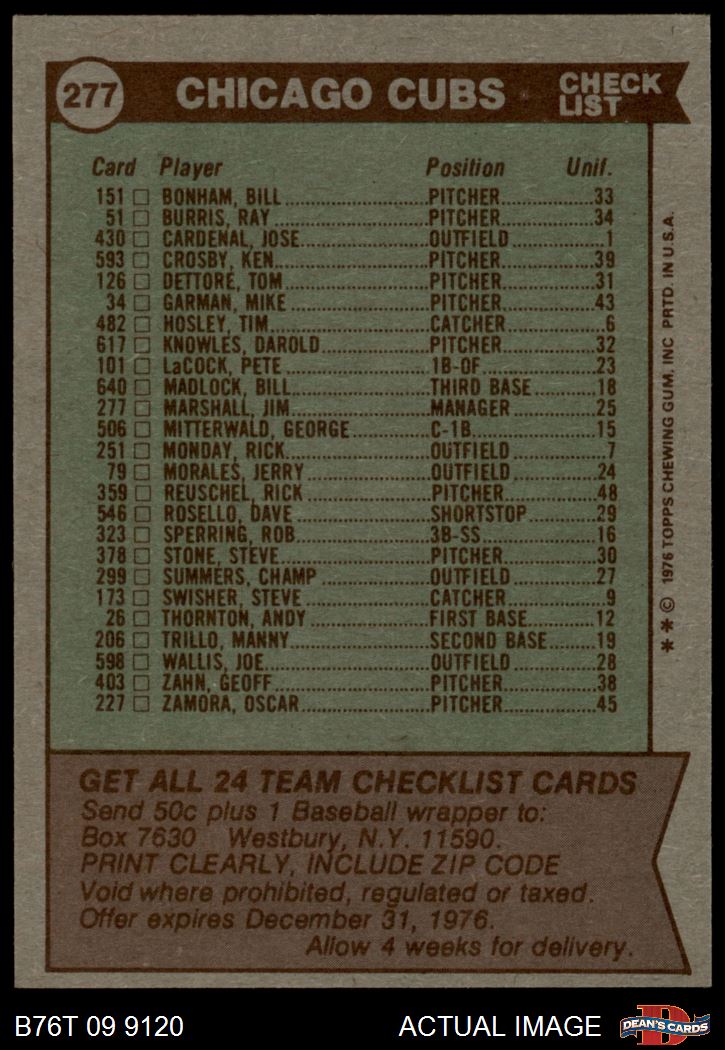 277 CHICAGO CUBS CHECK LIST
Card Player Position Unif.
151 □ BONHAM, BILL....................PITCHER................33
51 □ BURRIS, RAY......................PITCHER................34
430 □ CARDENAL, JOSE...............OUTFIELD...............1
593 □ CROSBY, KEN....................PITCHER................39
126 □ DETTORE, TOM..................PITCHER................31
34 □ GARMAN, MIKE..................PITCHER................43
482 □ HOSLEY, TIM.....................CATCHER................6
617 □ KNOWLES, DAROLD...........PITCHER................32
101 □ LaCOCK, PETE...................1B-OF...................23
640 □ MADLOCK, BILL.................THIRD BASE...........18
277 □ MARSHALL, JIM.................MANAGER..............25
506 □ MITTERWALD, GEORGE......C-1B.....................15
251 □ MONDAY, RICK..................OUTFIELD...............7
79 □ MORALES, JERRY...............OUTFIELD..............24
359 □ REUSCHEL, RICK................PITCHER................48
546 □ ROSELLO, DAVE.................SHORTSTOP...........29
323 □ SPERRING, ROB..................3B-SS...................16
378 □ STONE, STEVE...................PITCHER................30
299 □ SUMMERS, CHAMP.............OUTFIELD..............27
173 □ SWISHER, STEVE................CATCHER................9
26 □ THORNTON, ANDY..............FIRST BASE............12
206 □ TRILLO, MANNY.................SECOND BASE........19
598 □ WALLIS, JOE......................OUTFIELD..............28
403 □ ZAHN, GEOFF....................PITCHER................38
227 □ ZAMORA, OSCAR...............PITCHER................45
** © 1976 TOPPS CHEWING GUM, INC PRTD. IN U.S.A.
GET ALL 24 TEAM CHECKLIST CARDS
Send 50c plus 1 Baseball wrapper to:
Box 7630 Westbury, N.Y. 11590.
PRINT CLEARLY, INCLUDE ZIP CODE
Void where prohibited, regulated or taxed.
Offer expires December 31, 1976.
Allow 4 weeks for delivery.
B76T 09 9120 ACTUAL IMAGE D DEAN'S CARDS